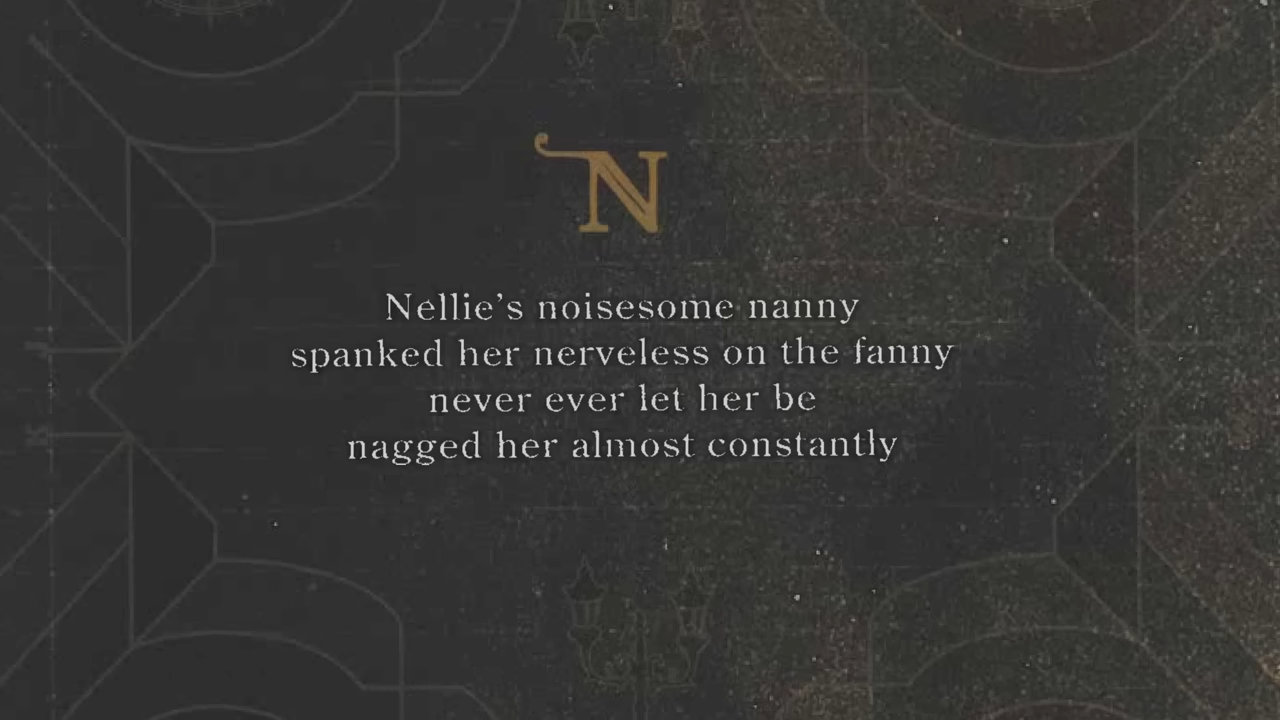 N
Nellie's noisesome nanny
spanked her nerveless on the fanny
never ever let her be
nagged her almost constantly